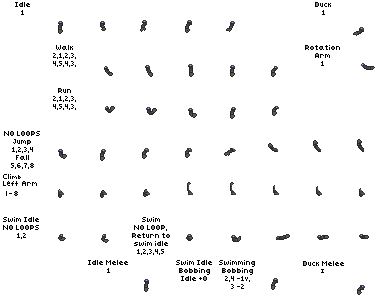 Idle
1
Duck
1
Walk
2,1,2,3,
4,5,4,3,
Rotation
Arm
1
Run
2,1,2,3,
4,5,4,3,
NO LOOPS
Jump
1,2,3,4
Fall
5,6,7,8
Climb
Left Arm
1-8
Swim Idle
NO LOOPS
1,2
Swim
NO LOOP,
Return to
swim idle
1,2,3,4,5
Idle Melee
1
Swim Idle
Bobbing
Idle +0
Swimming
Bobbing
2,4 -1v,
3 -2
Duck Melee
1